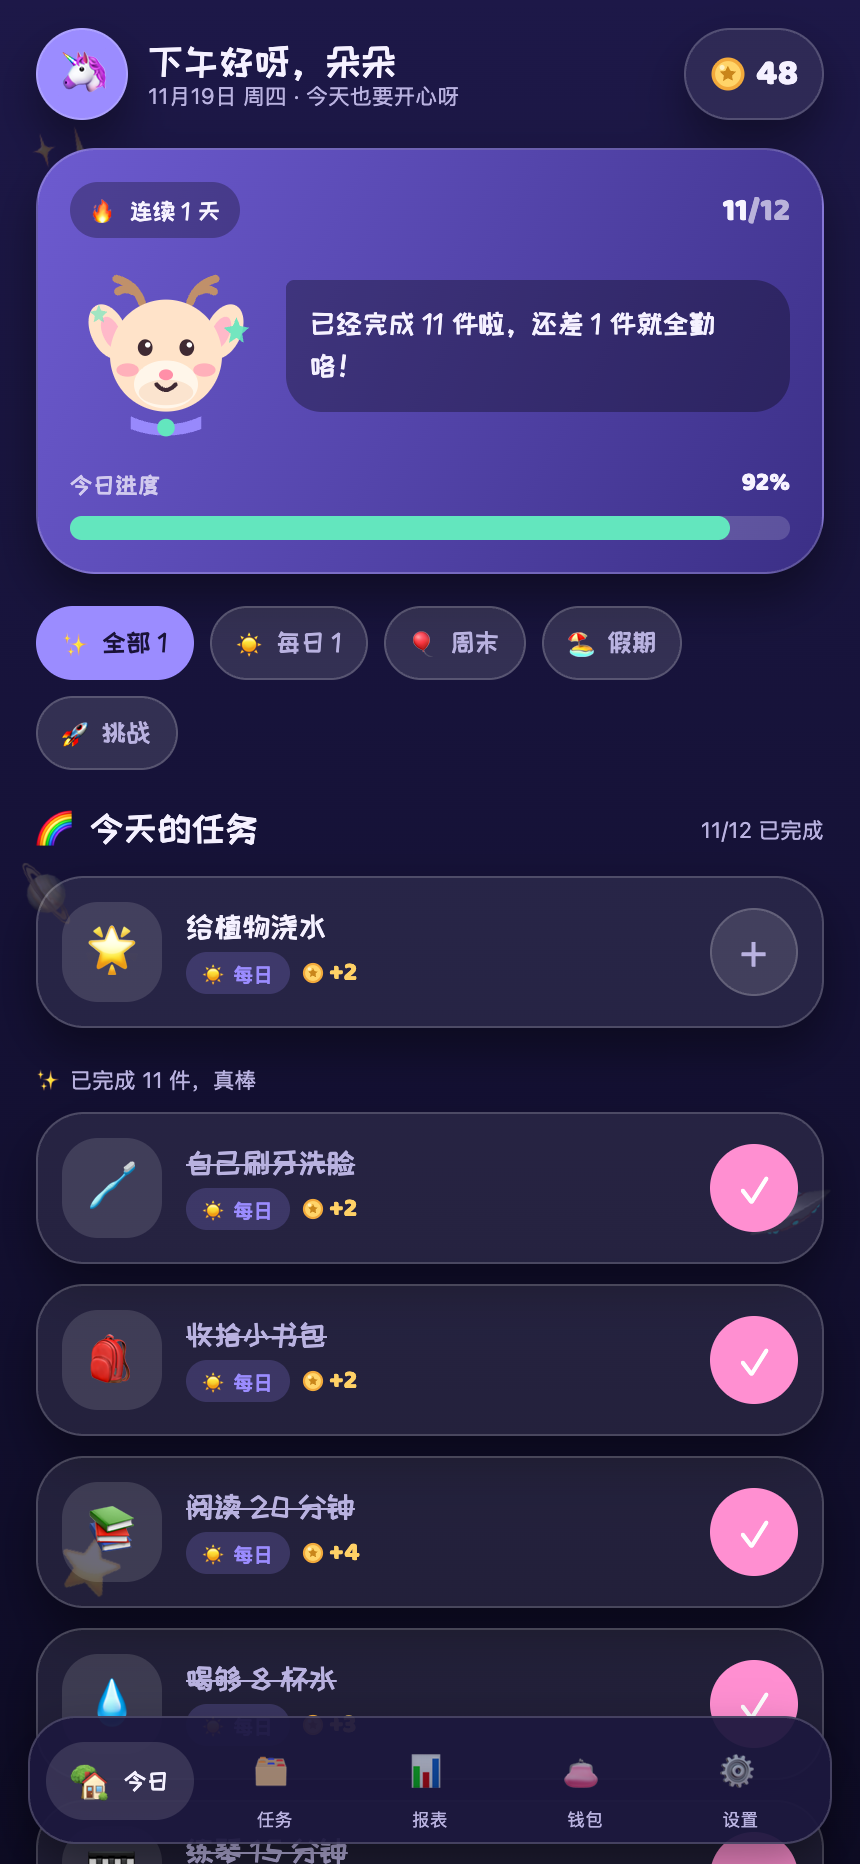 下午好呀，朵朵
11月19日 周四 · 今天也要开心呀
48
连续 1 天
11/12
已经完成 11 件啦，还差 1 件就全勤
咯！
今日进度
92%
全部 1
每日 1
周末
假期
挑战
今天的任务
11/12 已完成
给植物浇水
每日
+2
已完成 11 件，真棒
自己刷牙洗脸
每日
+2
收拾小书包
每日
+2
阅读 20 分钟
每日
+4
喝够 8 杯水
每日
+3
今日
任务
报表
钱包
设置
练琴 15 分钟